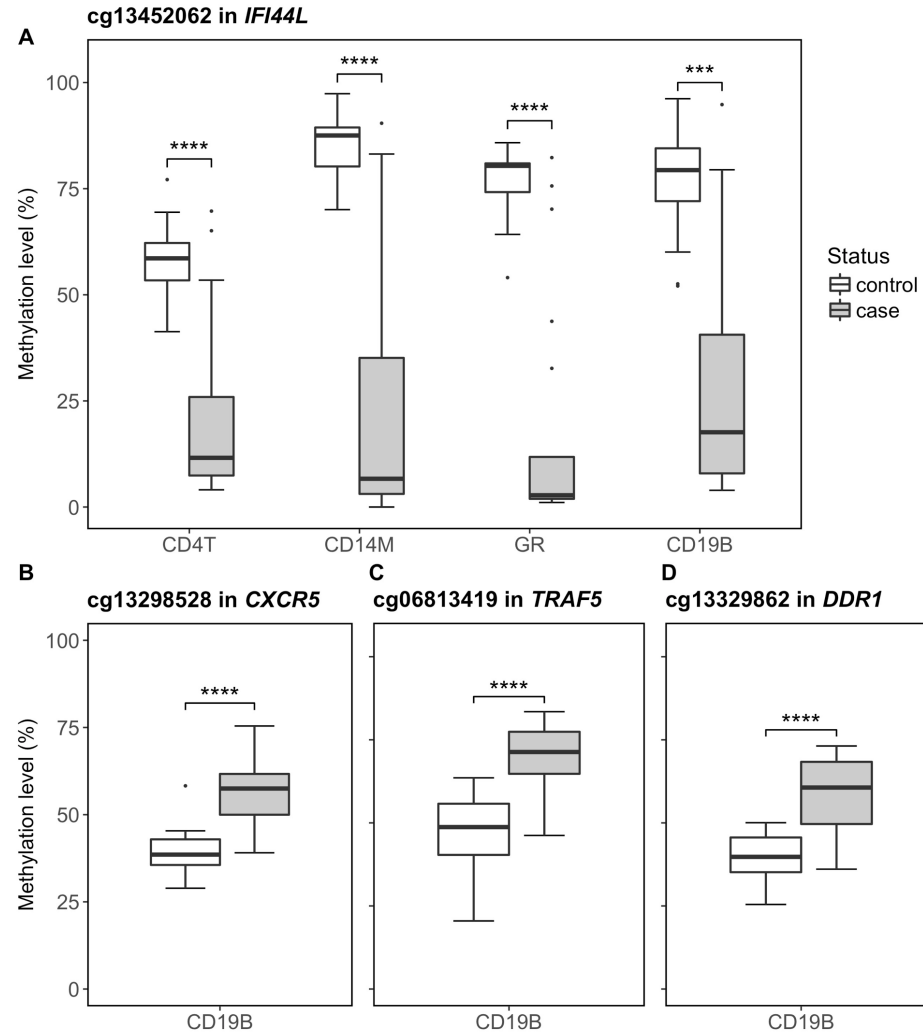 cg13452062 in IFI44L
A
Methylation level (%)
100
75
50
25
0
****
****
****
***
CD4T
CD14M
GR
CD19B
Status
control
case
B
cg13298528 in CXCR5
Methylation level (%)
100
75
50
25
0
****
CD19B
C
cg06813419 in TRAF5
****
CD19B
D
cg13329862 in DDR1
****
CD19B